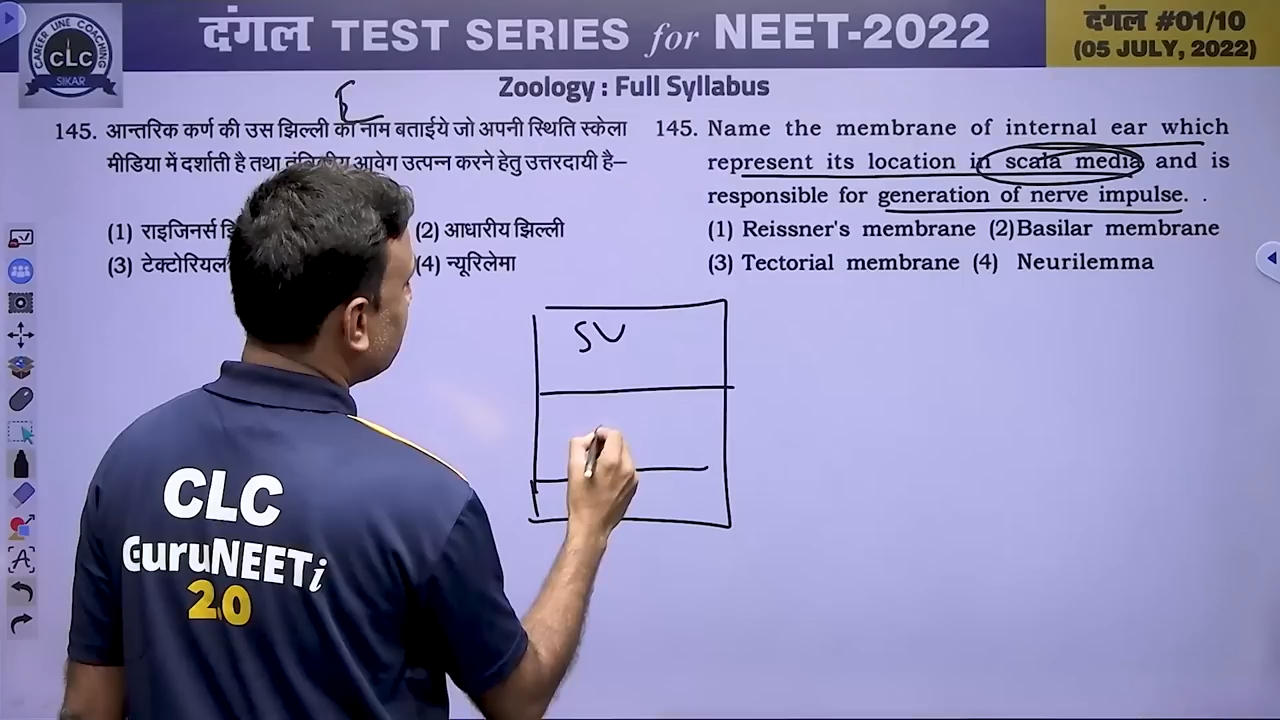 CAREER LINE COACHING
CLC
SIKAR
दंगल TEST SERIES for NEET-2022
दंगल #01/10
(05 JULY, 2022)
Zoology : Full Syllabus
145. आन्तरिक कर्ण की उस झिल्ली का नाम बताईये जो अपनी स्थिति स्केला
मीडिया में दर्शाती है तथा तंत्रिकीय आवेग उत्पन्न करने हेतु उत्तरदायी है–
(1) राइजिनर्स
(2) आधारीय झिल्ली
(3) टेक्टोरियल
(4) न्यूरिलेमा
145. Name the membrane of internal ear which
represent its location in scala media and is
responsible for generation of nerve impulse. .
(1) Reissner's membrane (2)Basilar membrane
(3) Tectorial membrane (4) Neurilemma
SV
CLC
GuruNEETi
2.0